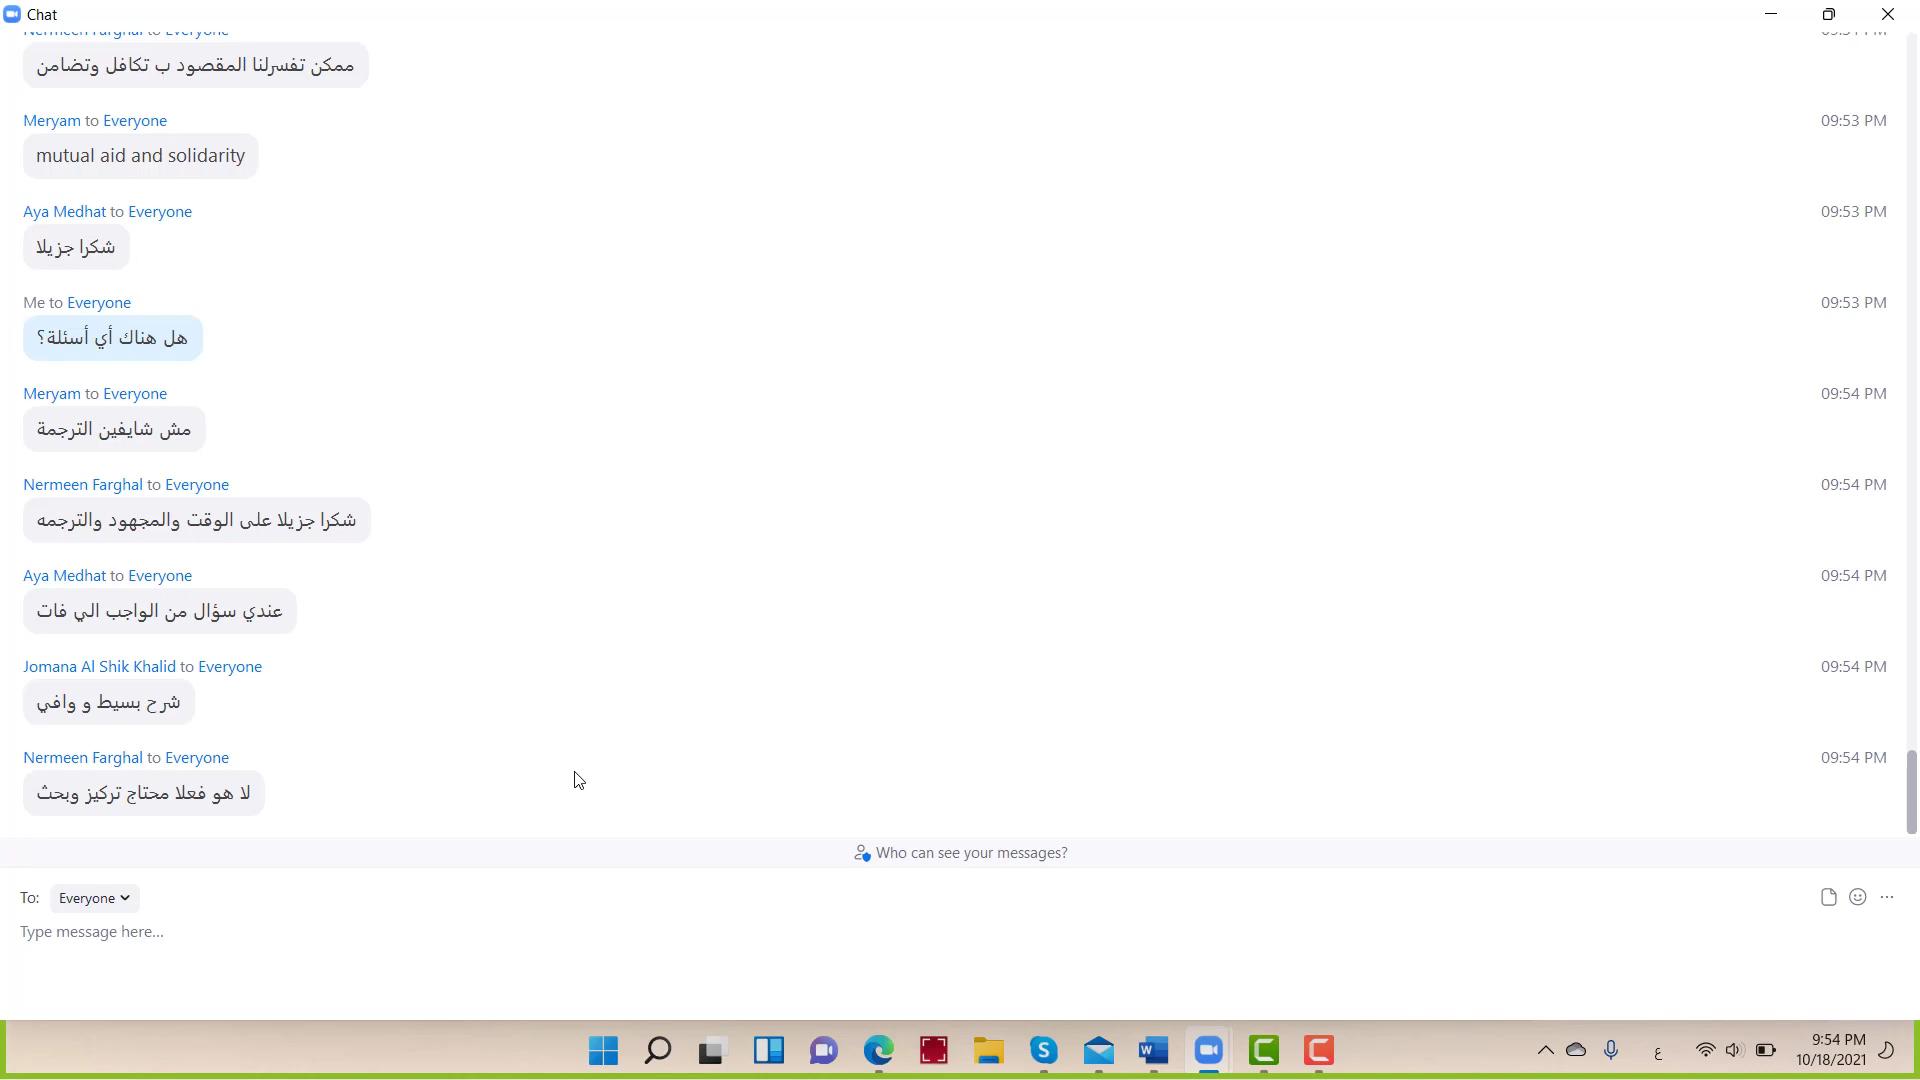 Chat
Nermeen Farghal to Everyone
ممكن تفسرلنا المقصود ب تكافل وتضامن
Meryam to Everyone
09:53 PM
mutual aid and solidarity
Aya Medhat to Everyone
09:53 PM
شكرا جزيلا
Me to Everyone
09:53 PM
هل هناك أي أسئلة؟
Meryam to Everyone
09:54 PM
مش شايفين الترجمة
Nermeen Farghal to Everyone
09:54 PM
شكرا جزيلا على الوقت والمجهود والترجمه
Aya Medhat to Everyone
09:54 PM
عندي سؤال من الواجب الي فات
Jomana Al Shik Khalid to Everyone
09:54 PM
شرح بسيط و وافي
Nermeen Farghal to Everyone
09:54 PM
لا هو فعلا محتاج تركيز وبحث
Who can see your messages?
To: Everyone
Type message here...
ع
9:54 PM
10/18/2021